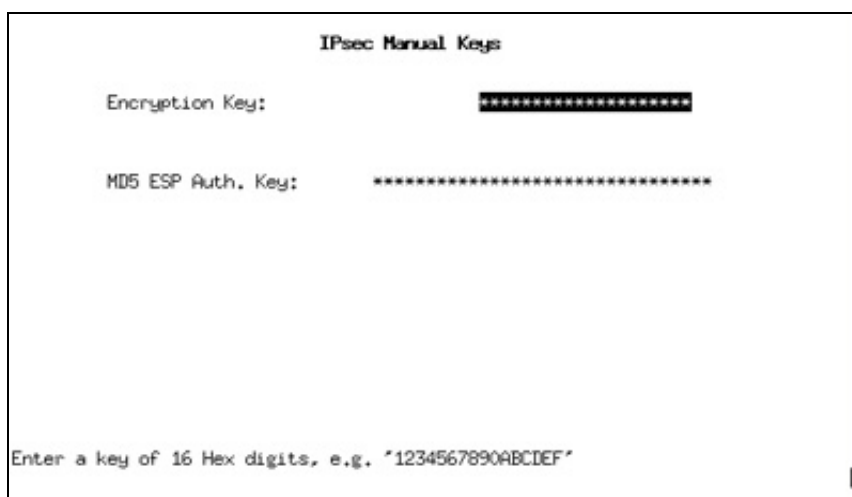 IPsec Manual Keys
Encryption Key: ********************
MD5 ESP Auth. Key: ********************************
Enter a key of 16 Hex digits, e.g. "1234567890ABCDEF"